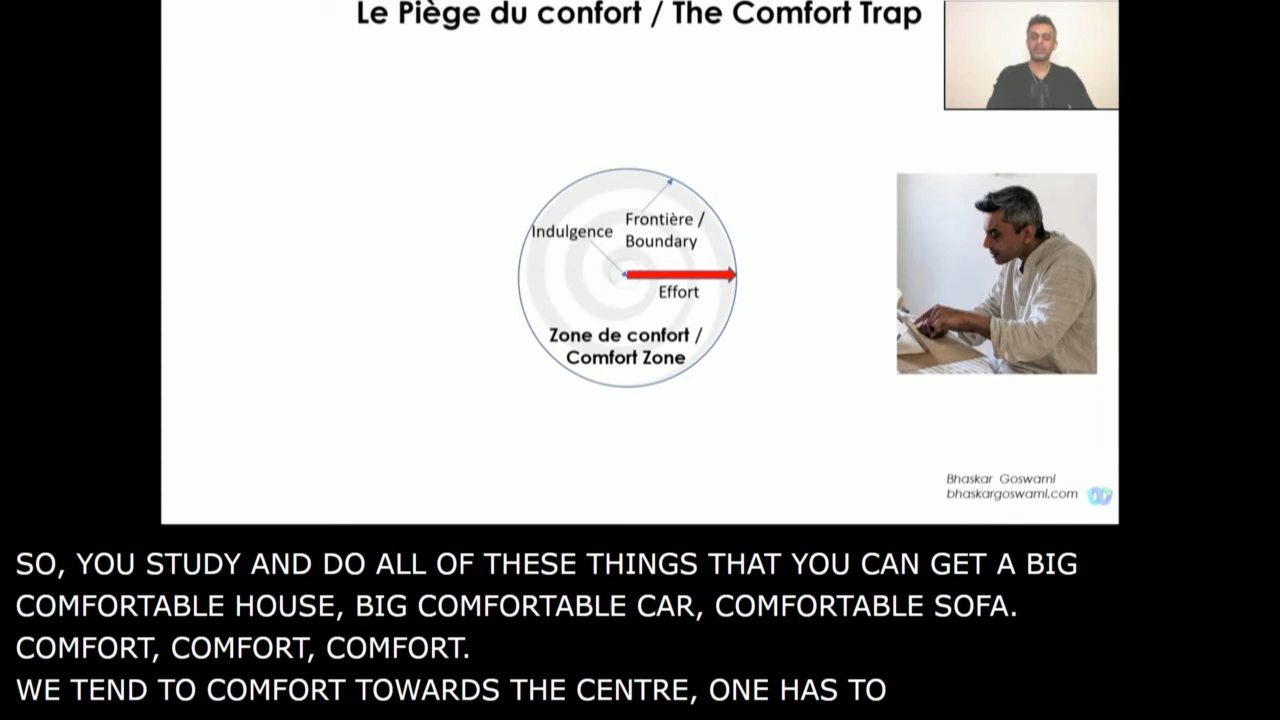 Le Piège du confort / The Comfort Trap
Indulgence
Frontière /
Boundary
Effort
Zone de confort /
Comfort Zone
Bhaskar Goswami
bhaskargoswami.com
SO, YOU STUDY AND DO ALL OF THESE THINGS THAT YOU CAN GET A BIG
COMFORTABLE HOUSE, BIG COMFORTABLE CAR, COMFORTABLE SOFA.
COMFORT, COMFORT, COMFORT.
WE TEND TO COMFORT TOWARDS THE CENTRE, ONE HAS TO